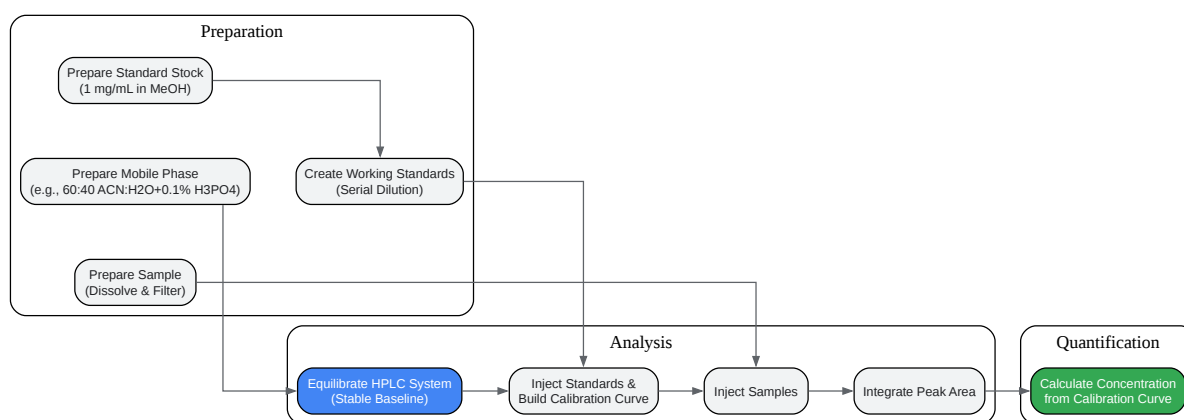 Preparation
Prepare Standard Stock
(1 mg/mL in MeOH)
Prepare Mobile Phase
(e.g., 60:40 ACN:H2O+0.1% H3PO4)
Create Working Standards
(Serial Dilution)
Prepare Sample
(Dissolve & Filter)
Analysis
Equilibrate HPLC System
(Stable Baseline)
Inject Standards &
Build Calibration Curve
Inject Samples
Integrate Peak Area
Quantification
Calculate Concentration
from Calibration Curve